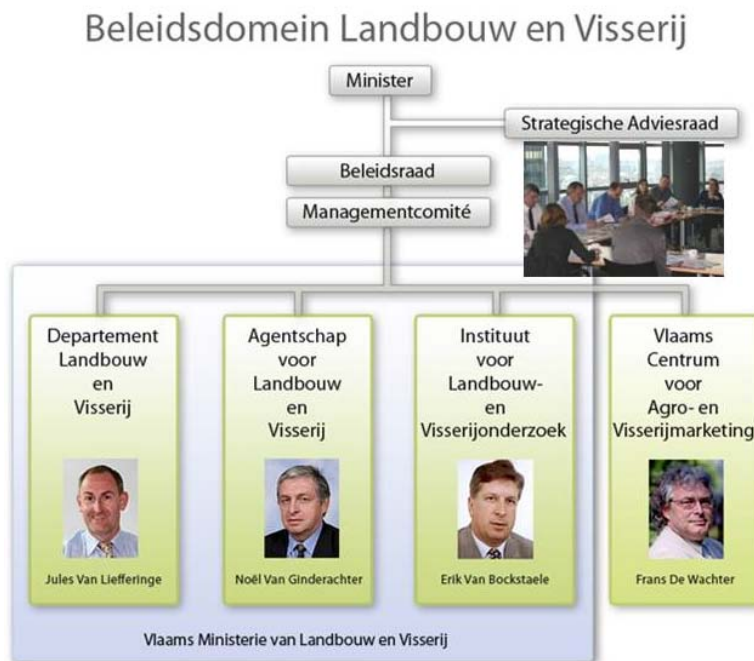 Beleidsdomein Landbouw en Visserij
Minister
Strategische Adviesraad
Beleidsraad
Managementcomité
Departement
Landbouw
en
Visserij
Jules Van Liefferinge
Agentschap
voor
Landbouw
en
Visserij
Noël Van Ginderachter
Instituut
voor
Landbouw-
en
Visserijonderzoek
Erik Van Bockstaele
Vlaams
Centrum
voor
Agro- en
Visserijmarketing
Frans De Wachter
Vlaams Ministerie van Landbouw en Visserij